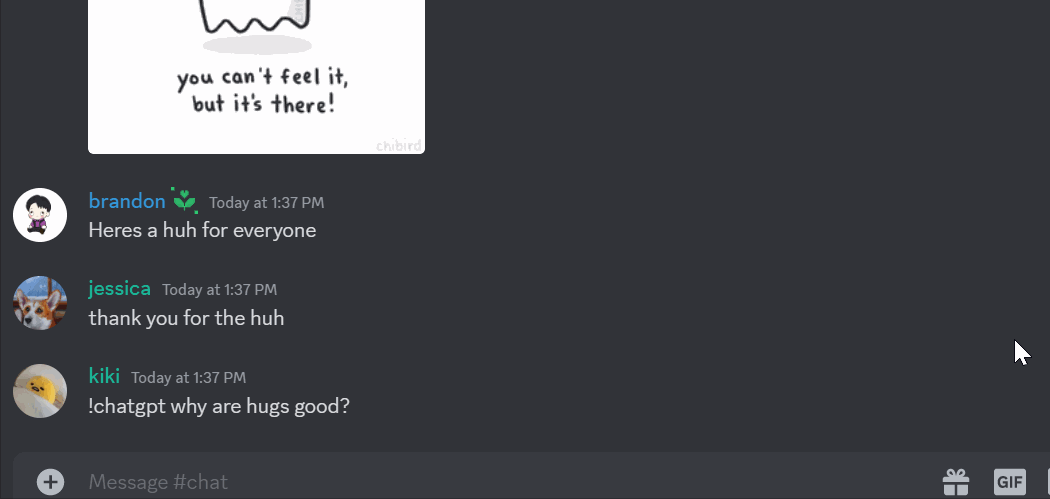 you can't feel it,
but it's there!
chibird
brandon Today at 1:37 PM
Heres a huh for everyone
jessica Today at 1:37 PM
thank you for the huh
kiki Today at 1:37 PM
!chatgpt why are hugs good?
Message #chat
GIF